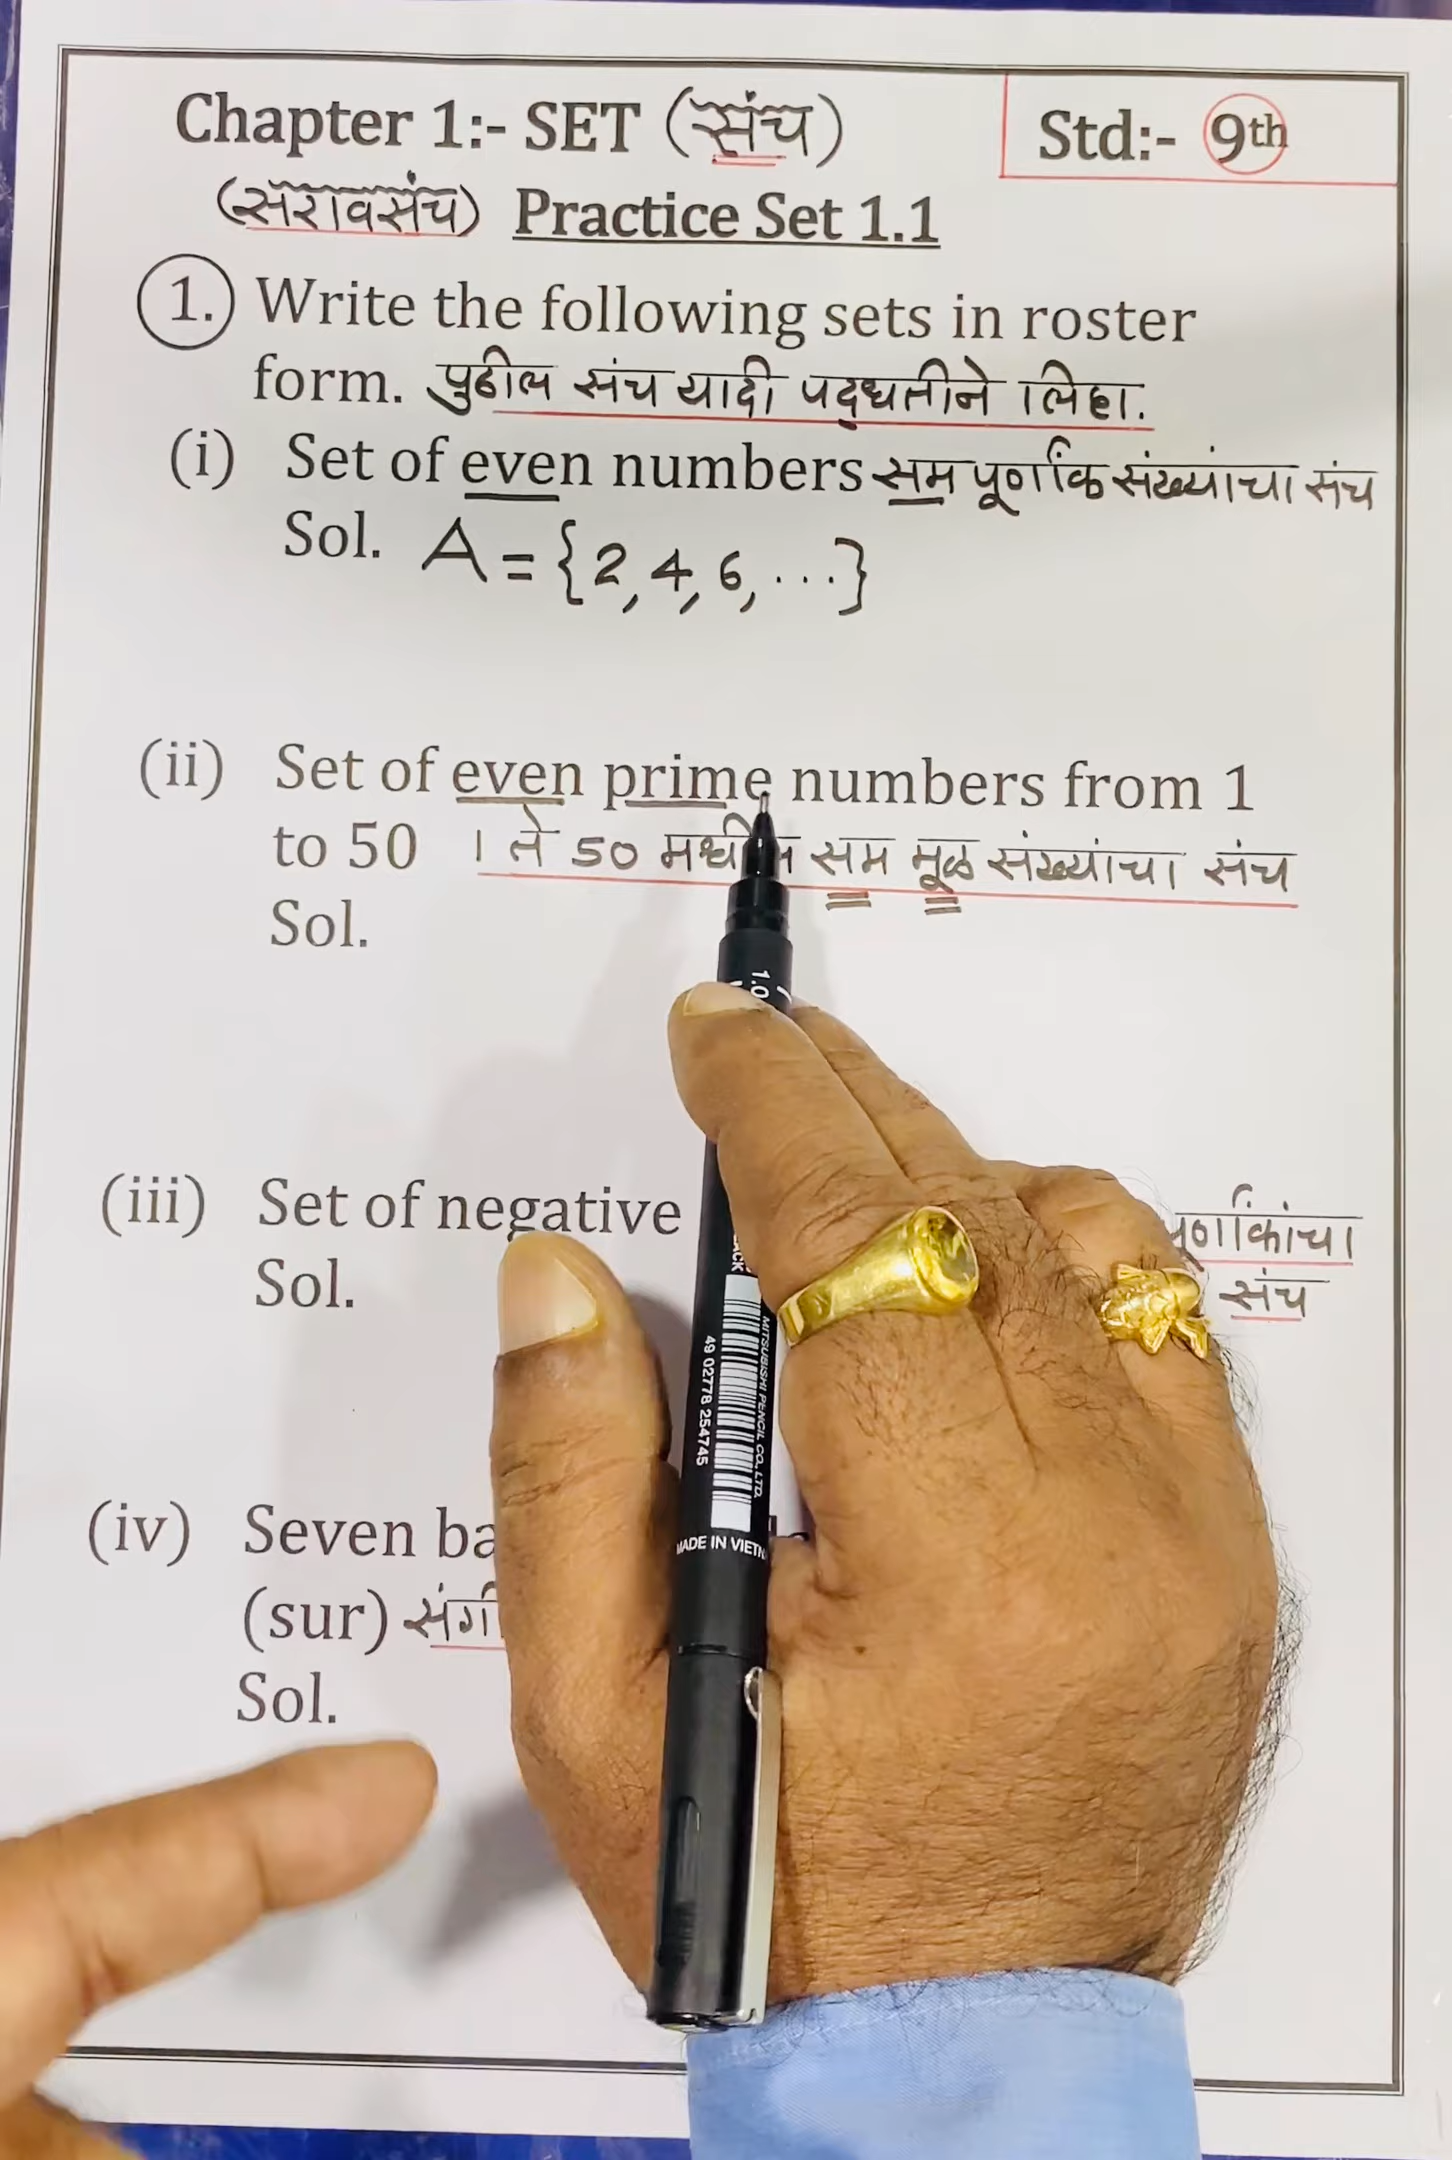 Chapter 1:- SET (संच)
Std:- 9th
(सरावसंच) Practice Set 1.1
1. Write the following sets in roster
form. पुढील संच यादी पद्धतीने लिहा.
(i) Set of even numbers सम पूर्णांक संख्यांचा संच
Sol. A = {2, 4, 6, ...}
(ii) Set of even prime numbers from 1
to 50 1 ते 50 मधील सम मूळ संख्यांचा संच
Sol.
1.0
(iii) Set of negative
पूर्णांकांचा
Sol.
संच
MITSUBISHI PENCIL CO., LTD.
49 02778 254745
MADE IN
(iv) Seven
(sur)
Sol.